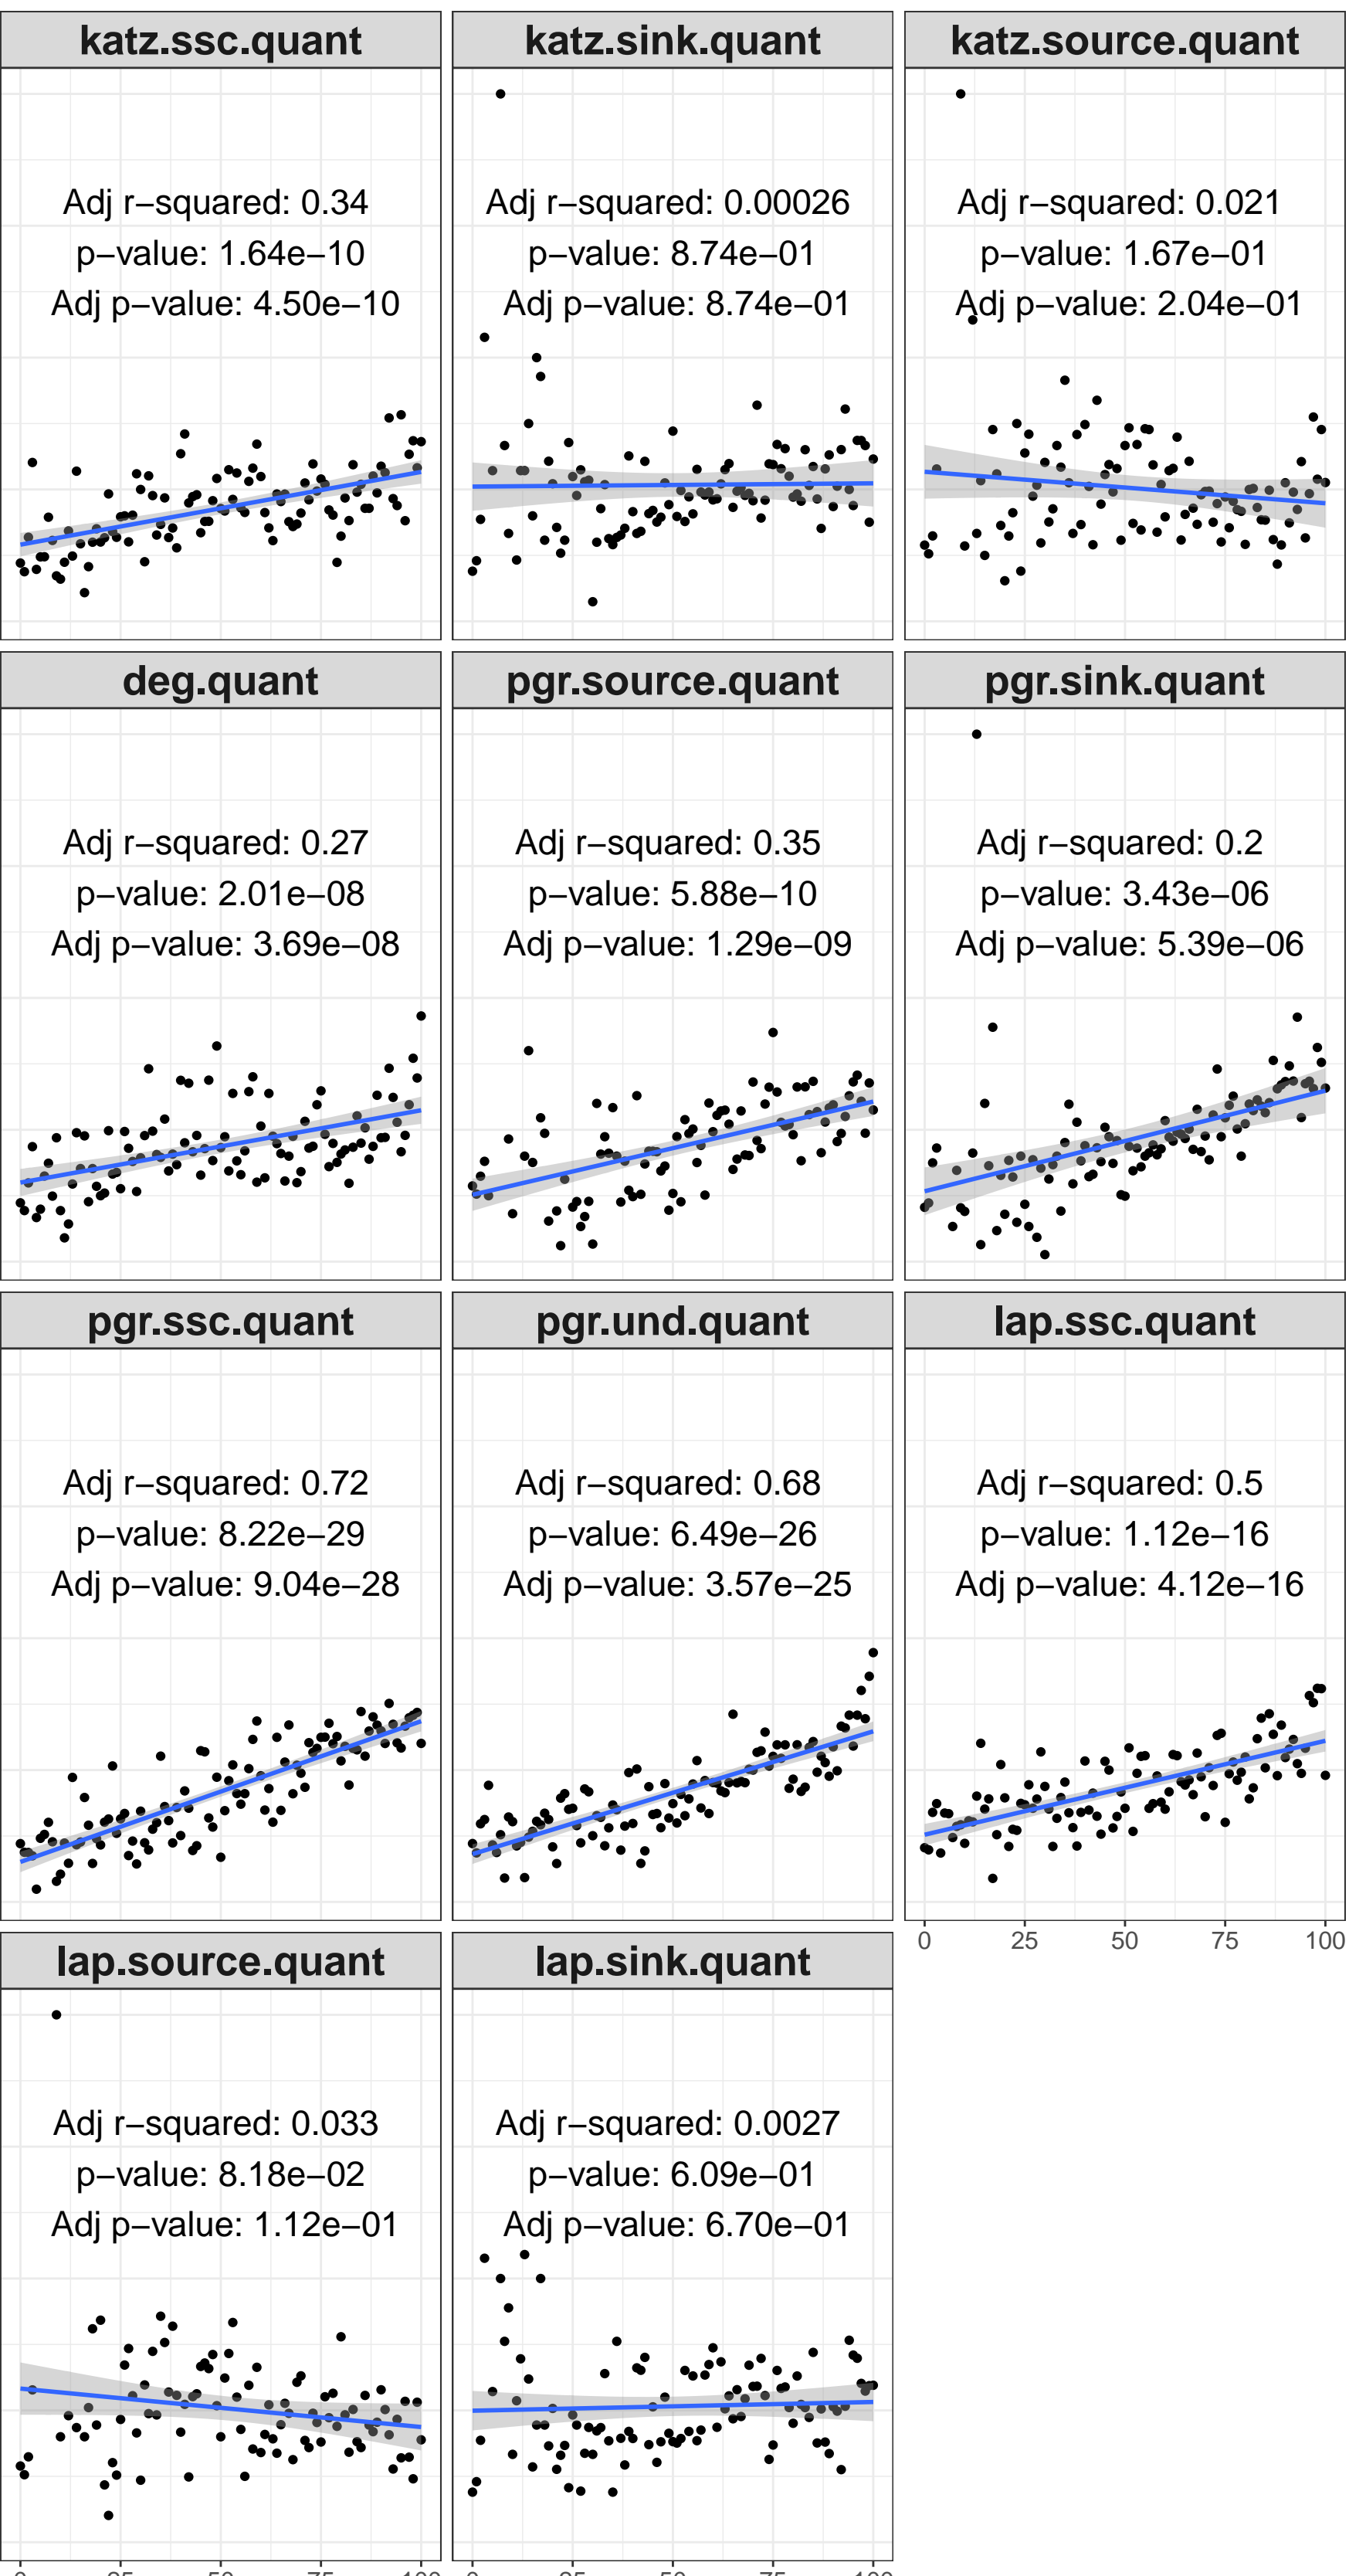 katz.ssc.quant
katz.sink.quant
katz.source.quant
Adj r−squared: 0.34
p−value: 1.64e−10
Adj p−value: 4.50e−10
Adj r−squared: 0.00026
p−value: 8.74e−01
Adj p−value: 8.74e−01
Adj r−squared: 0.021
p−value: 1.67e−01
Adj p−value: 2.04e−01
deg.quant
pgr.source.quant
pgr.sink.quant
Adj r−squared: 0.27
p−value: 2.01e−08
Adj p−value: 3.69e−08
Adj r−squared: 0.35
p−value: 5.88e−10
Adj p−value: 1.29e−09
Adj r−squared: 0.2
p−value: 3.43e−06
Adj p−value: 5.39e−06
pgr.ssc.quant
pgr.und.quant
lap.ssc.quant
Adj r−squared: 0.72
p−value: 8.22e−29
Adj p−value: 9.04e−28
Adj r−squared: 0.68
p−value: 6.49e−26
Adj p−value: 3.57e−25
Adj r−squared: 0.5
p−value: 1.12e−16
Adj p−value: 4.12e−16
0 25 50 75 100
lap.source.quant
lap.sink.quant
Adj r−squared: 0.033
p−value: 8.18e−02
Adj p−value: 1.12e−01
Adj r−squared: 0.0027
p−value: 6.09e−01
Adj p−value: 6.70e−01